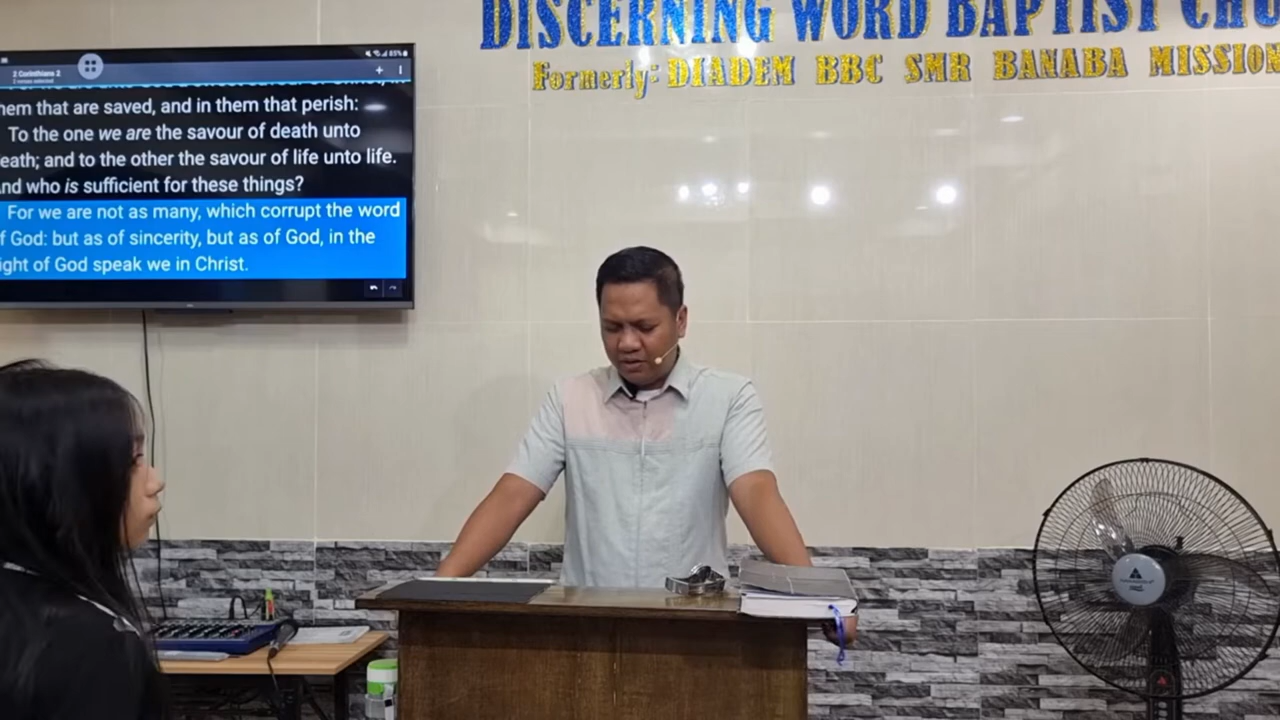 DISCERNING WORD BAPTIST CHU
Formerly: DIADEM BBC SMR BANABA MISSION
85%
2 Corinthians 2
2 verses selected
hem that are saved, and in them that perish:
To the one we are the savour of death unto
eath; and to the other the savour of life unto life.
nd who is sufficient for these things?
For we are not as many, which corrupt the word
f God: but as of sincerity, but as of God, in the
ight of God speak we in Christ.